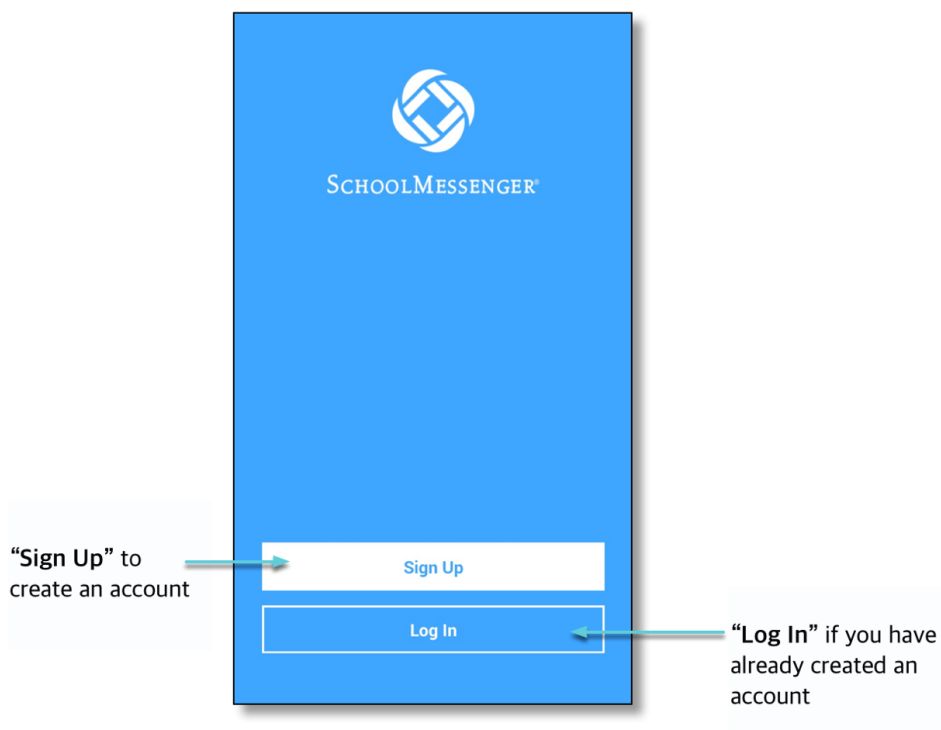 SCHOOLMESSENGER®
“Sign Up” to
create an account
Sign Up
Log In
“Log In” if you have
already created an
account